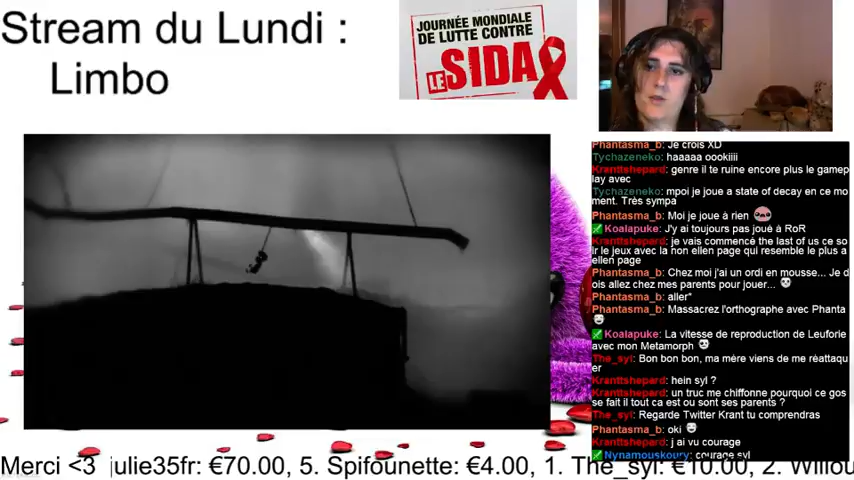 Stream du Lundi :
Limbo
JOURNÉE MONDIALE
DE LUTTE CONTRE
LE SIDA
Phantasma_b: Je crois XD
Tychazeneko: haaaaa oookiiii
Kranttshepard: genre il te ruine encore plus le gamep
lay avec
Tychazeneko: mpoi je joue a state of decay en ce mo
ment. Très sympa
Phantasma_b: Moi je joue à rien
Koalapuke: J'y ai toujours pas joué à RoR
Kranttshepard: je vais commencé the last of us ce so
ir le jeux avec la non ellen page qui resemble le plus a
ellen page
Phantasma_b: Chez moi j'ai un ordi en mousse... Je d
ois allez chez mes parents pour jouer...
Phantasma_b: aller*
Phantasma_b: Massacrez l'orthographe avec Phanta
Koalapuke: La vitesse de reproduction de Leuforie
avec mon Metamorph
The_syl: Bon bon bon, ma mère viens de me réattaqu
er
Kranttshepard: hein syl ?
Kranttshepard: un truc me chiffonne pourquoi ce gos
se fait il tout ca est ou sont ses parents ?
The_syl: Regarde Twitter Krant tu comprendras
Phantasma_b: oki
Kranttshepard: j ai vu courage
Nynamouskoury: courage syl
Merci <3 julie35fr: €70.00, 5. Spifounette: €4.00, 1. The_syl: €10.00, 2. Willou